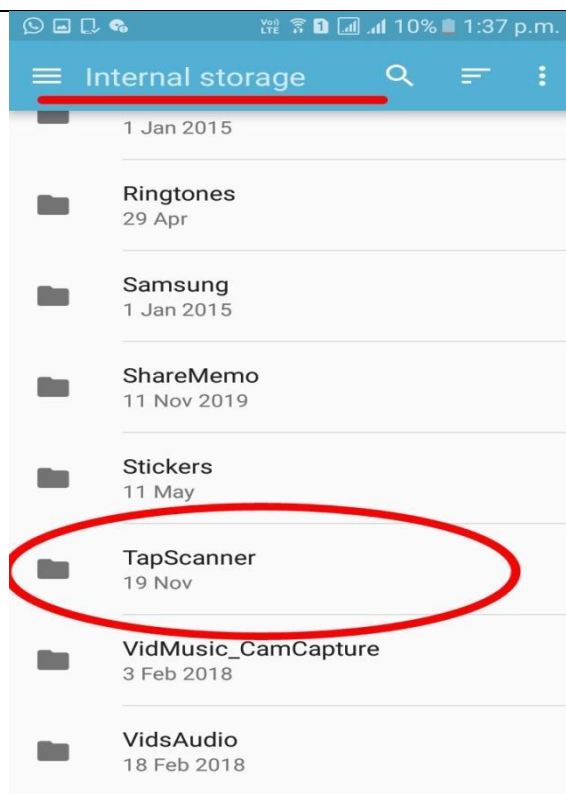 Vo)) LTE 1 10% 1:37 p.m.
Internal storage
1 Jan 2015
Ringtones
29 Apr
Samsung
1 Jan 2015
ShareMemo
11 Nov 2019
Stickers
11 May
TapScanner
19 Nov
VidMusic_CamCapture
3 Feb 2018
VidsAudio
18 Feb 2018